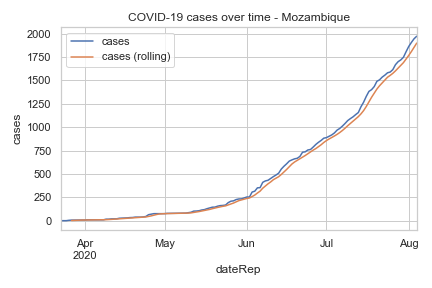 COVID-19 cases over time - Mozambique
cases
cases (rolling)
2000
1750
1500
1250
1000
750
500
250
0
cases
Apr
2020
May
Jun
Jul
Aug
dateRep